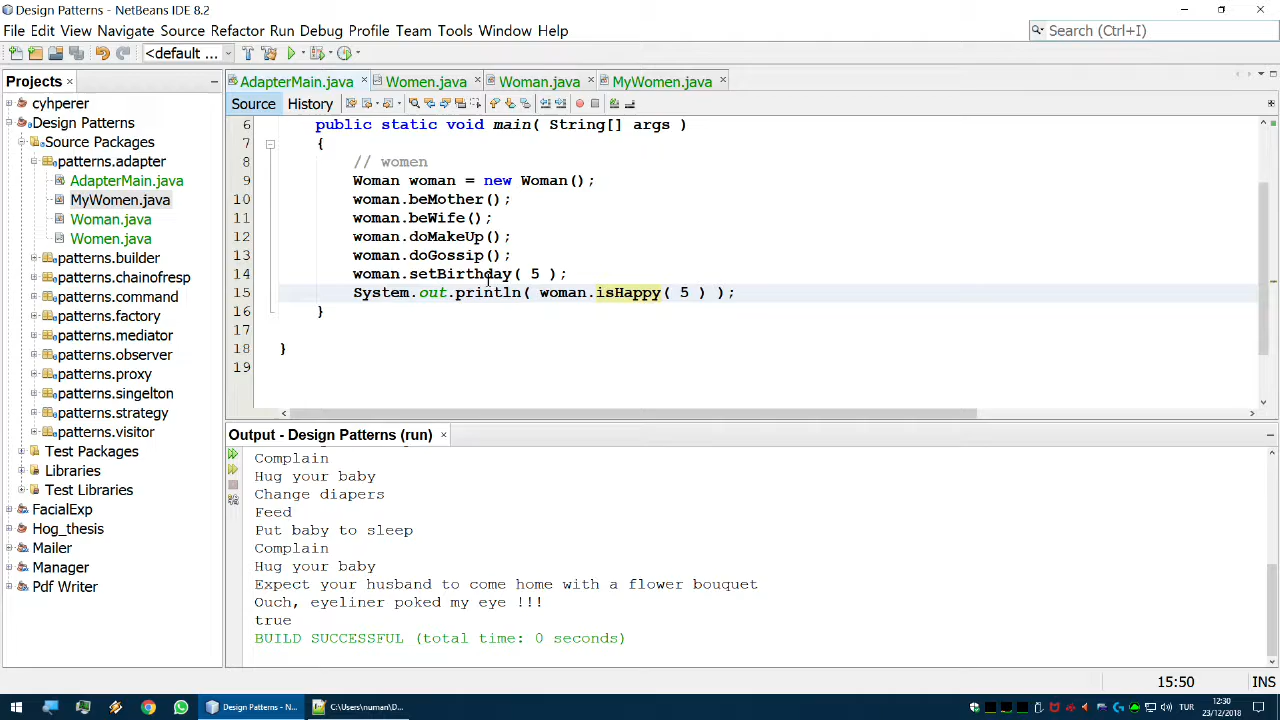 Design Patterns - NetBeans IDE 8.2
File Edit View Navigate Source Refactor Run Debug Profile Team Tools Window Help
Search (Ctrl+I)
<default ...
Projects
AdapterMain.java
Women.java
Woman.java
MyWomen.java
Source
History
cyhperer
Design Patterns
Source Packages
patterns.adapter
AdapterMain.java
MyWomen.java
Woman.java
Women.java
patterns.builder
patterns.chainofresp
patterns.command
patterns.factory
patterns.mediator
patterns.observer
patterns.proxy
patterns.singelton
patterns.strategy
patterns.visitor
Test Packages
Libraries
Test Libraries
FacialExp
Hog_thesis
Mailer
Manager
Pdf Writer
6 public static void main( String[] args )
7 {
8 // women
9 Woman woman = new Woman();
10 woman.beMother();
11 woman.beWife();
12 woman.doMakeUp();
13 woman.doGossip();
14 woman.setBirthday( 5 );
15 System.out.println( woman.isHappy( 5 ) );
16 }
17
18 }
19
Output - Design Patterns (run)
Complain
Hug your baby
Change diapers
Feed
Put baby to sleep
Complain
Hug your baby
Expect your husband to come home with a flower bouquet
Ouch, eyeliner poked my eye !!!
true
BUILD SUCCESSFUL (total time: 0 seconds)
15:50
INS
Design Patterns - N...
C:\Users\numan\D...
TUR
12:30
23/12/2018